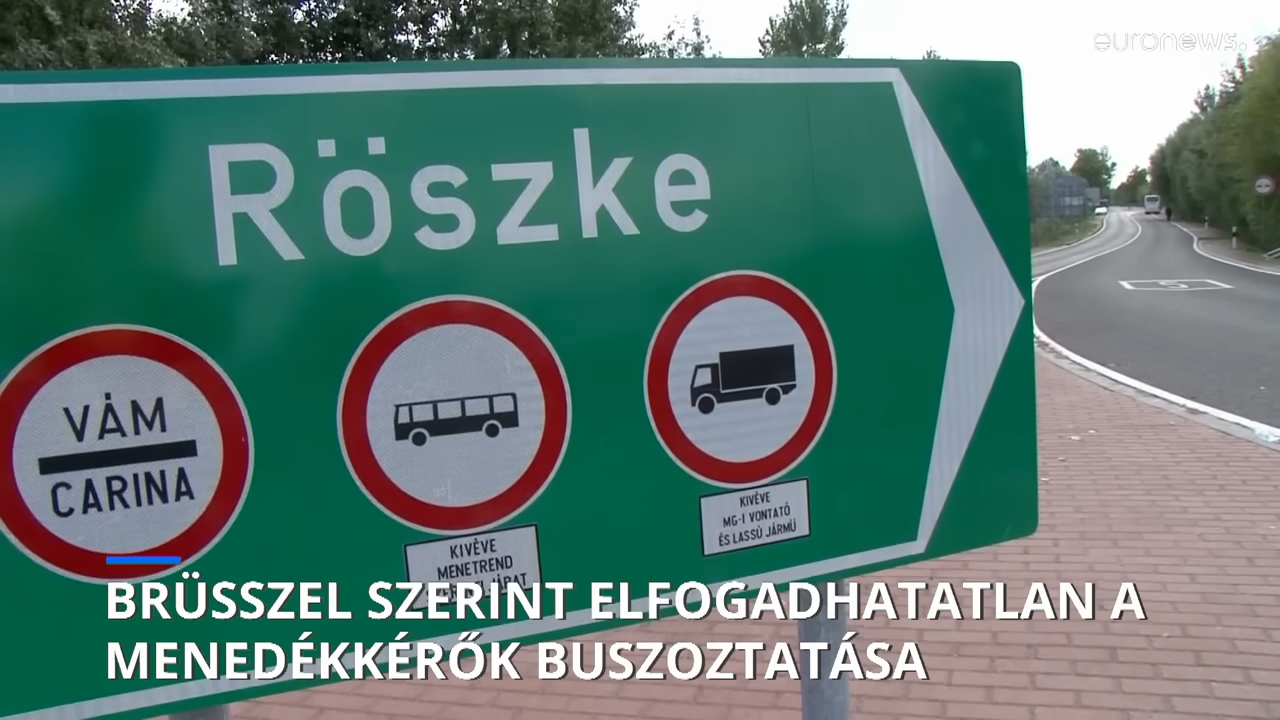 euronews.
Röszke
VÁM
CARINA
KIVÉVE
MENETREND
KIVÉVE
MG-I VONTATÓ
ÉS LASSÚ JÁRMŰ
BRÜSSZEL SZERINT ELFOGADHATATLAN A
MENEDÉKKÉRŐK BUSZOZTATÁSA